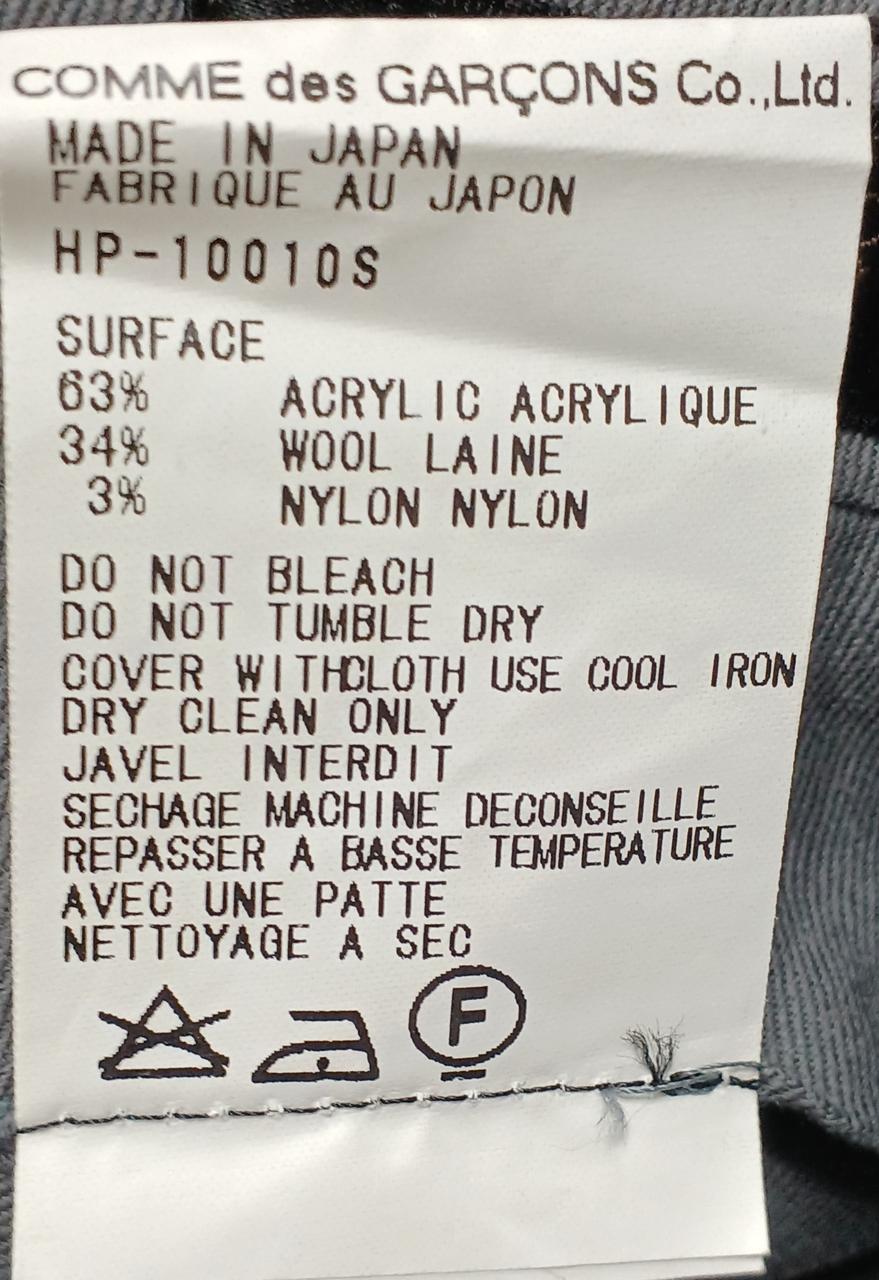 COMME des GARÇONS Co.,Ltd.
MADE IN JAPAN
FABRIQUE AU JAPON
HP-10010S
SURFACE
63% ACRYLIC ACRYLIQUE
34% WOOL LAINE
3% NYLON NYLON
DO NOT BLEACH
DO NOT TUMBLE DRY
COVER WITHCLOTH USE COOL IRON
DRY CLEAN ONLY
JAVEL INTERDIT
SECHAGE MACHINE DECONSEILLE
REPASSER A BASSE TEMPERATURE
AVEC UNE PATTE
NETTOYAGE A SEC
F